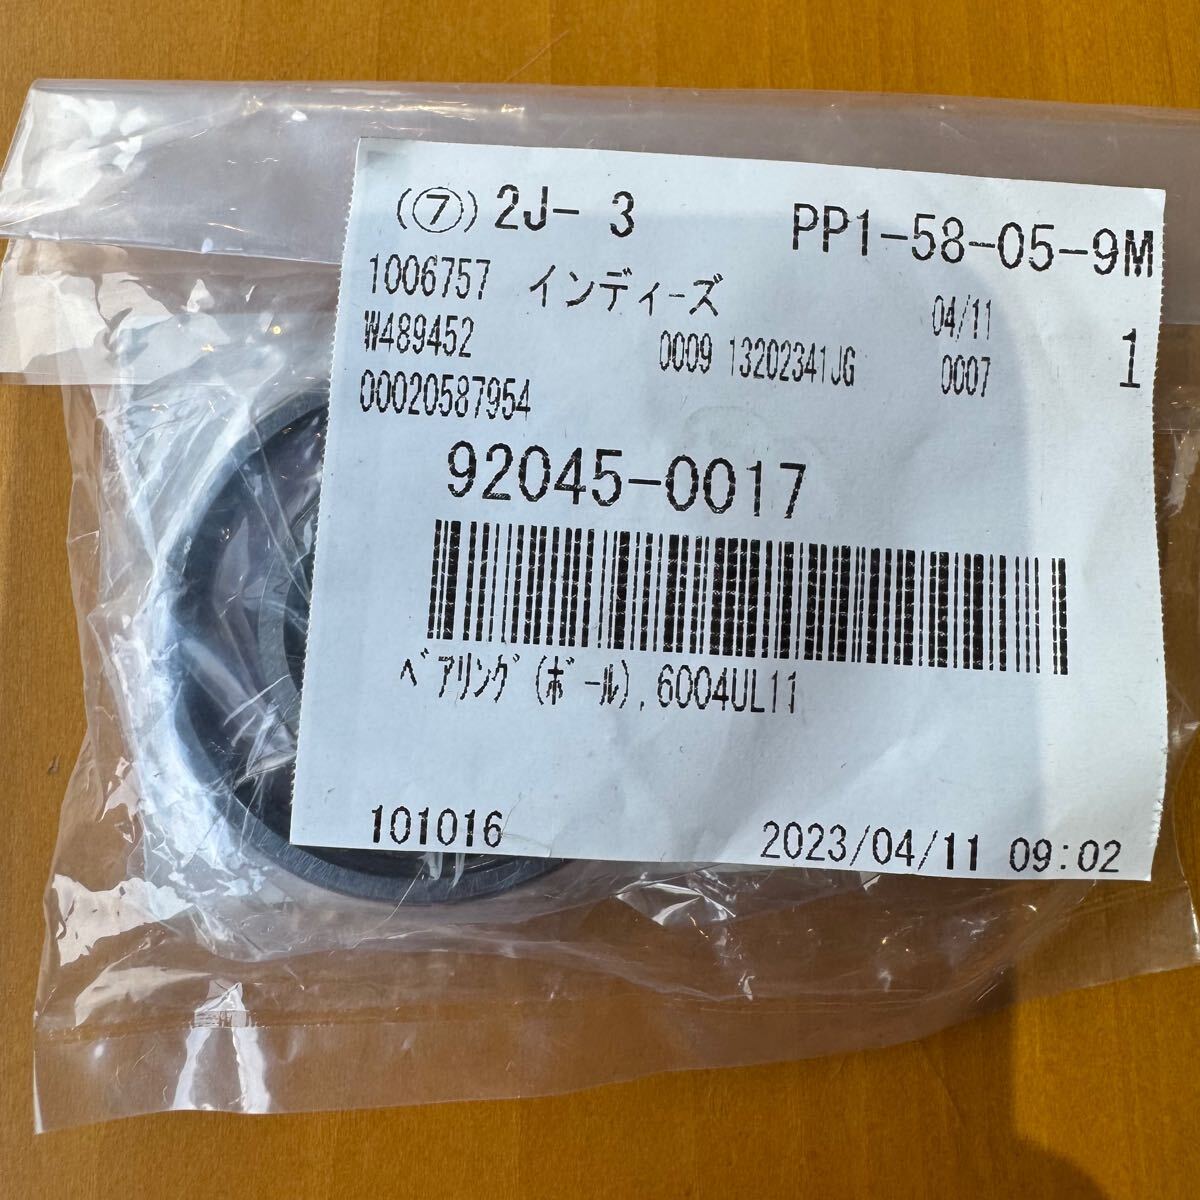 (⑦) 2J- 3 PP1-58-05-9M
1006757 インディーズ 04/11
W489452 0009 13202341JG 0007 1
00020587954
92045-0017
ﾍﾞｱﾘﾝｸﾞ(ﾎﾞｰﾙ),6004UL11
101016 2023/04/11 09:02